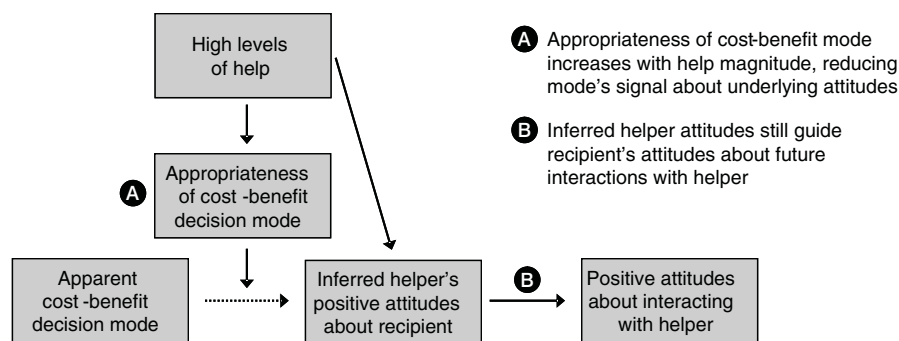 High levels
of help
A Appropriateness of cost-benefit mode
increases with help magnitude, reducing
mode's signal about underlying attitudes
B Inferred helper attitudes still guide
recipient's attitudes about future
interactions with helper
A
Appropriateness
of cost -benefit
decision mode
Apparent
cost -benefit
decision mode
Inferred helper's
positive attitudes
about recipient
B
Positive attitudes
about interacting
with helper